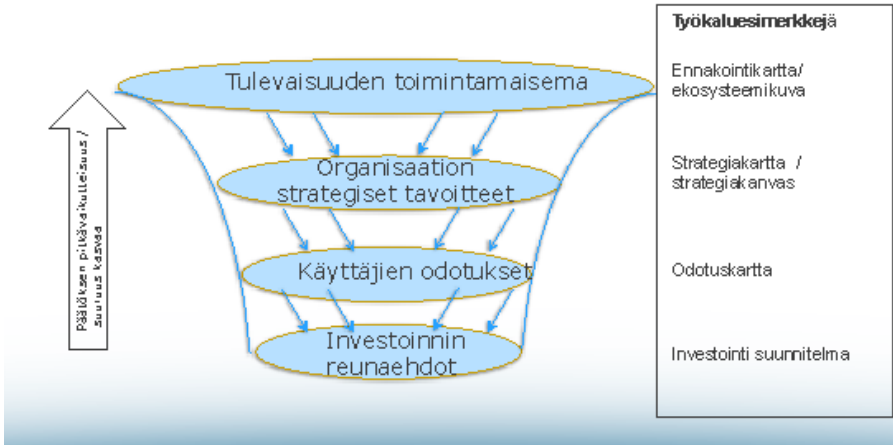 Työkaluesimerkkejä
Tulevaisuuden toimintamaisema
Ennakointikartta/
ekosysteemikuva
Päätöksen pitkävaikutteisuus /
suuruus kasvaa
Organisaation
strategiset tavoitteet
Strategiakartta /
strategiakanvas
Käyttäjien odotukset
Odotuskartta
Investoinnin
reunaehdot
Investointi suunnitelma